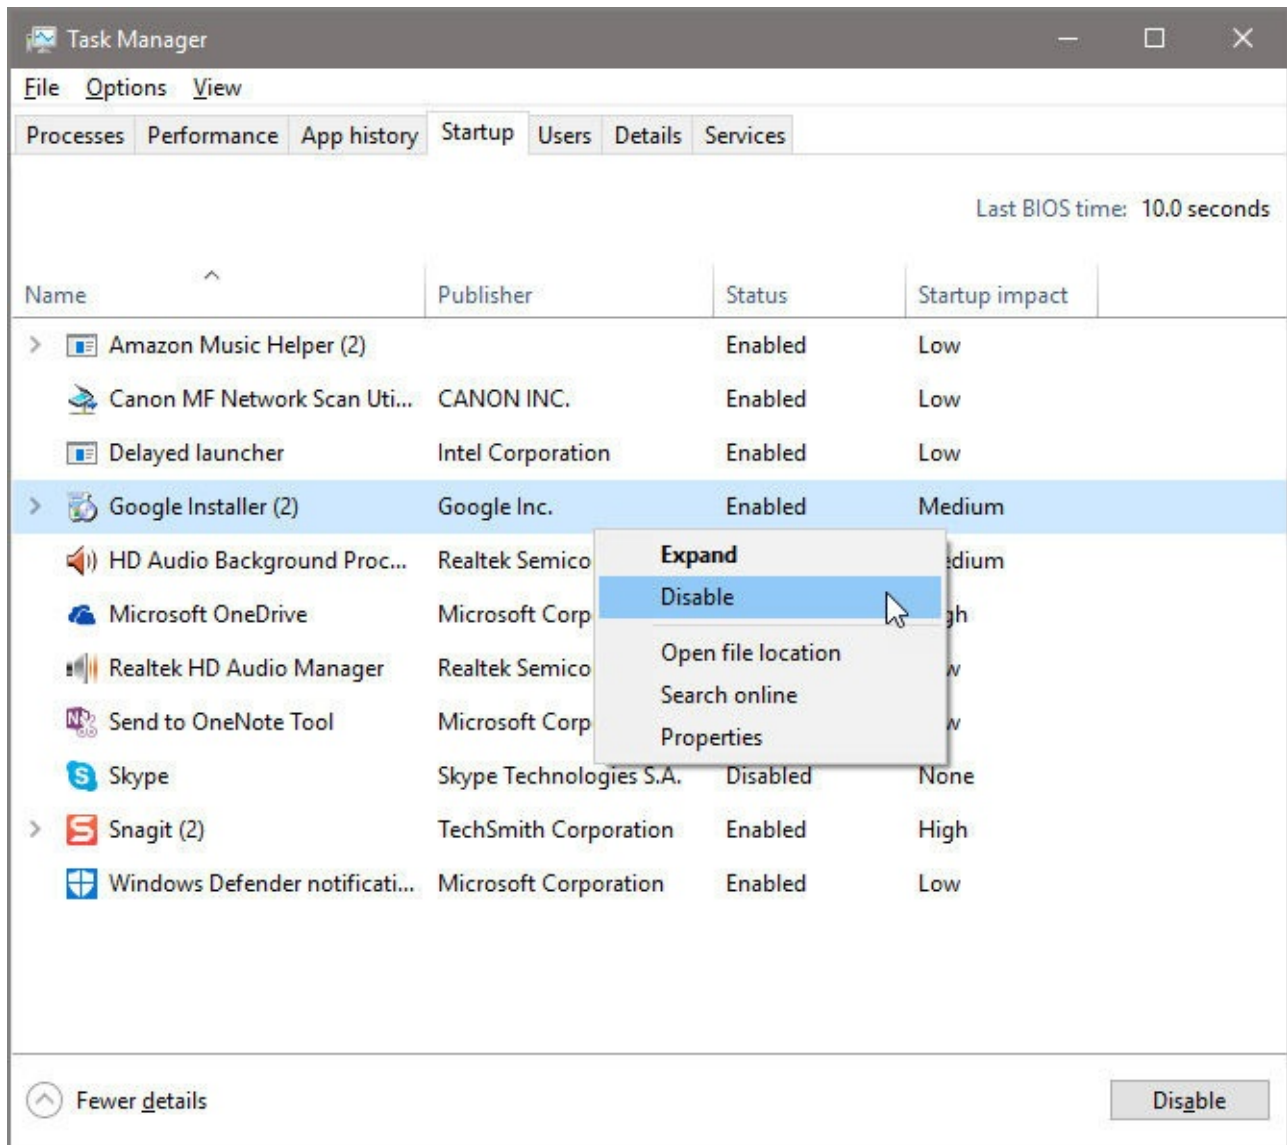 Task Manager
File Options View
Processes Performance App history Startup Users Details Services
Last BIOS time: 10.0 seconds
Name Publisher Status Startup impact
Amazon Music Helper (2) Enabled Low
Canon MF Network Scan Uti... CANON INC. Enabled Low
Delayed launcher Intel Corporation Enabled Low
Google Installer (2) Google Inc. Enabled Medium
HD Audio Background Proc... Realtek Semico
Expand
Disable
Open file location
Search online
Properties
Microsoft OneDrive Microsoft Corp
Realtek HD Audio Manager Realtek Semico
Send to OneNote Tool Microsoft Corp
Skype Skype Technologies S.A. Disabled None
Snagit (2) TechSmith Corporation Enabled High
Windows Defender notificati... Microsoft Corporation Enabled Low
Fewer details Disable